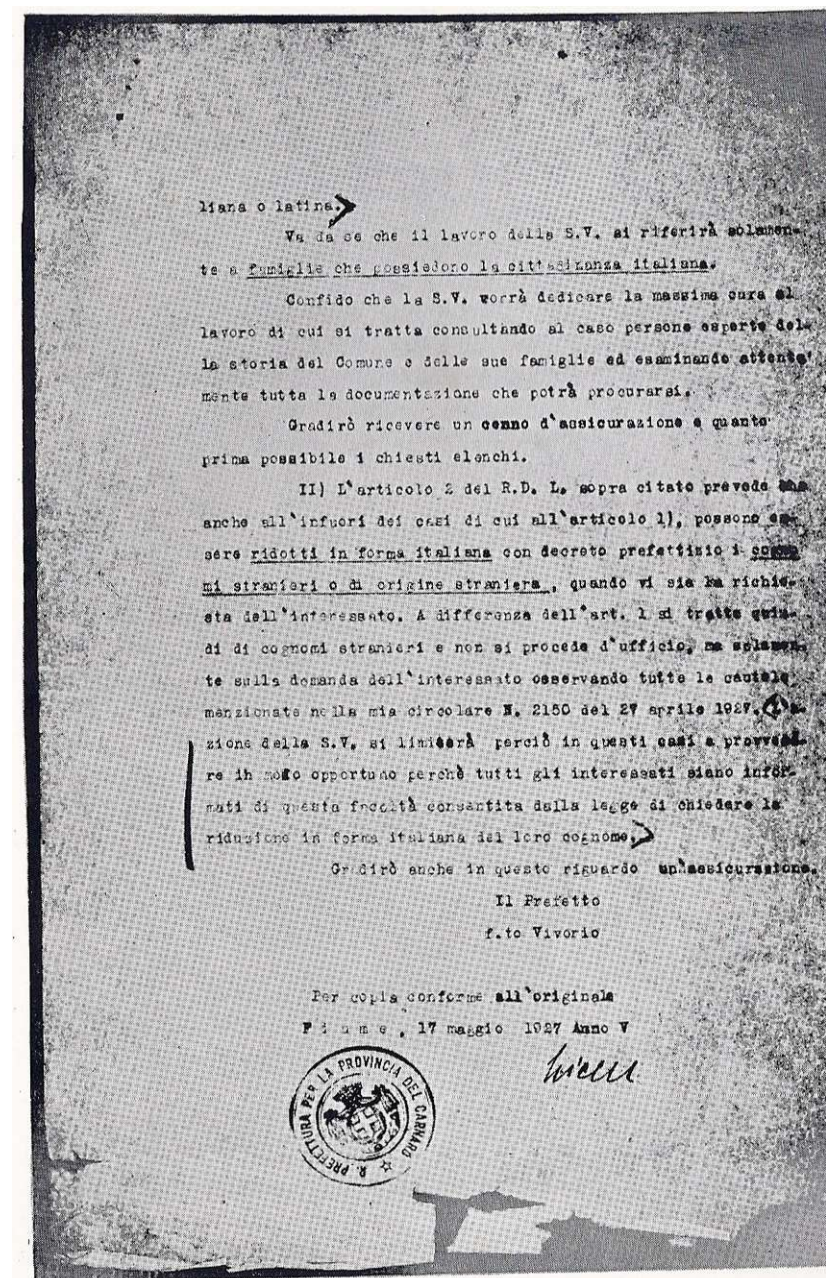 liana o latina.
Va da se che il lavoro della S.V. si riferirà solamen-
te a famiglie che possiedono la cittadinanza italiana.
Confido che la S.V. vorrà dedicare la massima cura al
lavoro di cui si tratta consultando al caso persone esperte del-
la storia del Comune e delle sue famiglie ed esaminando attenta-
mente tutta la documentazione che potrà procurarsi.
Gradirò ricevere un cenno d'assicurazione e quanto
prima possibile i chiesti elenchi.
II) L'articolo 2 del R.D. L. sopra citato prevede che
anche all'infuori dei casi di cui all'articolo 1), possono es-
sere ridotti in forma italiana con decreto prefettizio i cogno
mi stranieri o di origine straniera, quando vi sia la richie-
sta dell'interessato. A differenza dell'art. 1 si tratta quin-
di di cognomi stranieri e non si procede d'ufficio, ma solamen-
te sulla domanda dell'interessato osservando tutte le cautele
menzionate nella mia circolare N. 2150 del 27 aprile 1927. L'a-
zione della S.V. si limiterà perciò in questi casi a provvede-
re in modo opportuno perchè tutti gli interessati siano infor-
mati di questa facoltà consentita dalla legge di chiedere la
riduzione in forma italiana del loro cognome.
Gradirò anche in questo riguardo un'assicurazione.
Il Prefetto
f.to Vivorio
Per copia conforme all'originale
Fiume, 17 maggio 1927 Anno V
R. PREFETTURA PER LA PROVINCIA DEL CARNARO